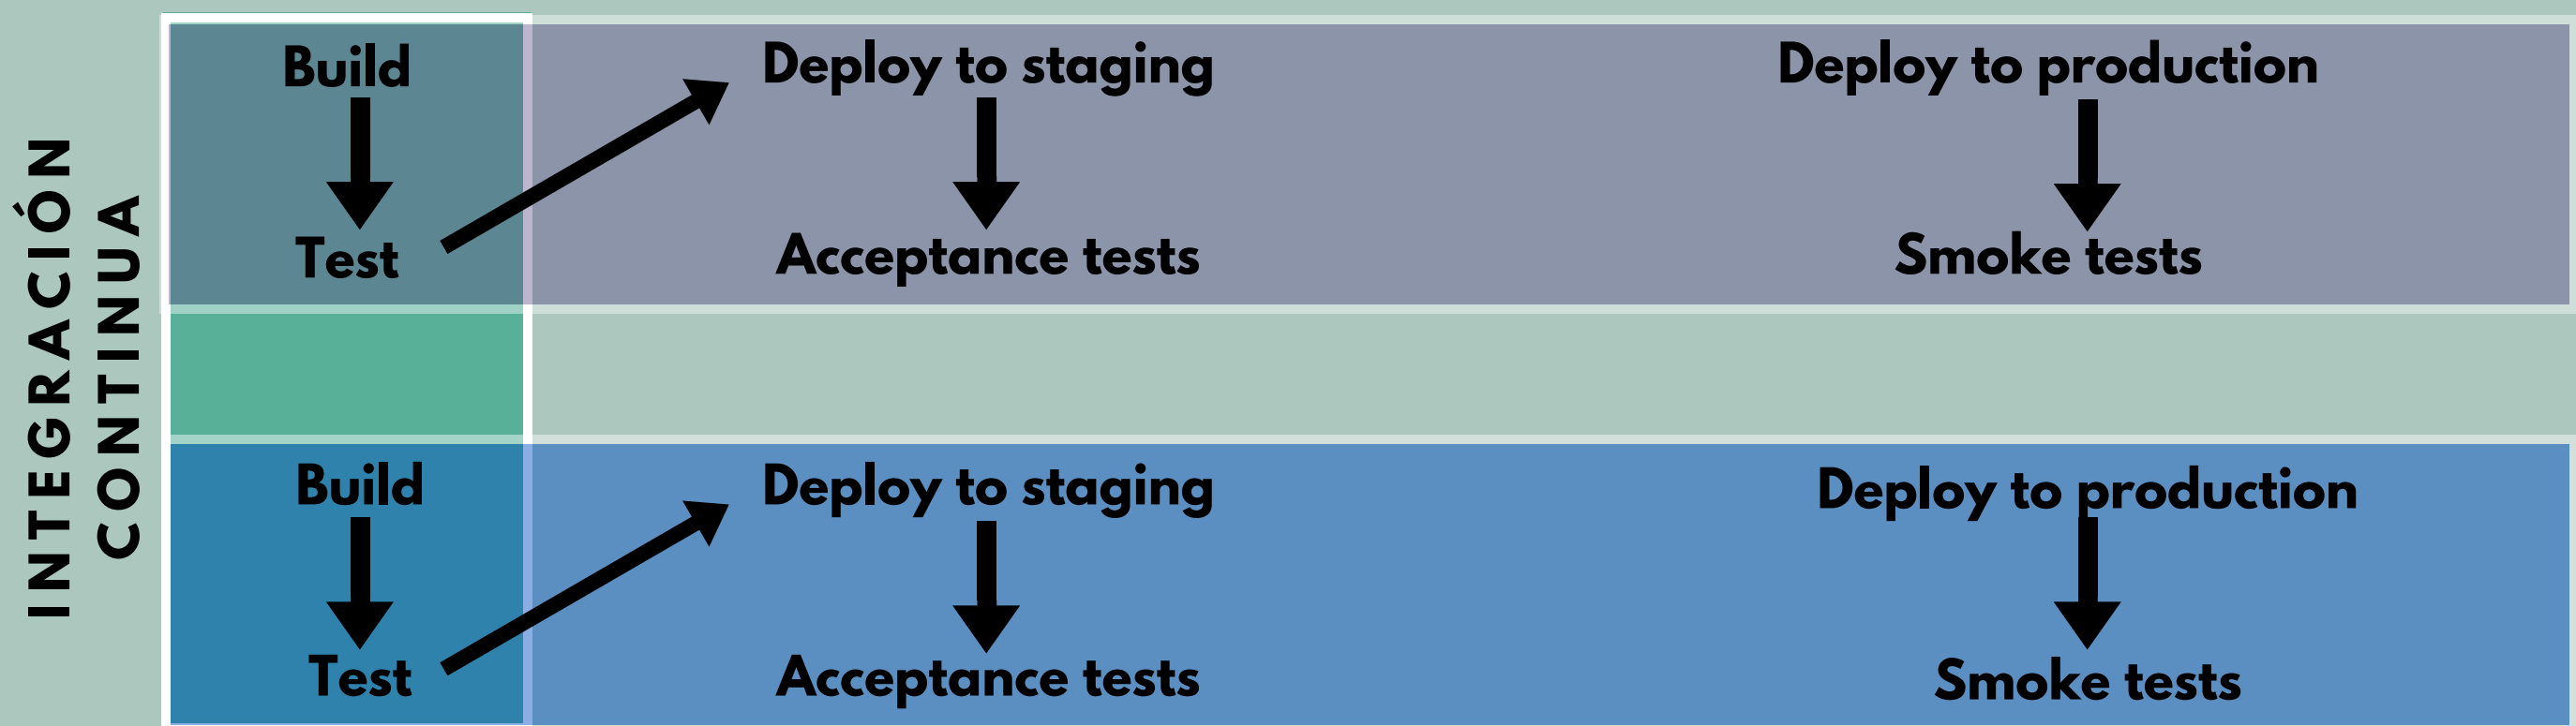 INTEGRACIÓN
CONTINUA
Build
Deploy to staging
Deploy to production
Test
Acceptance tests
Smoke tests
Build
Deploy to staging
Deploy to production
Test
Acceptance tests
Smoke tests